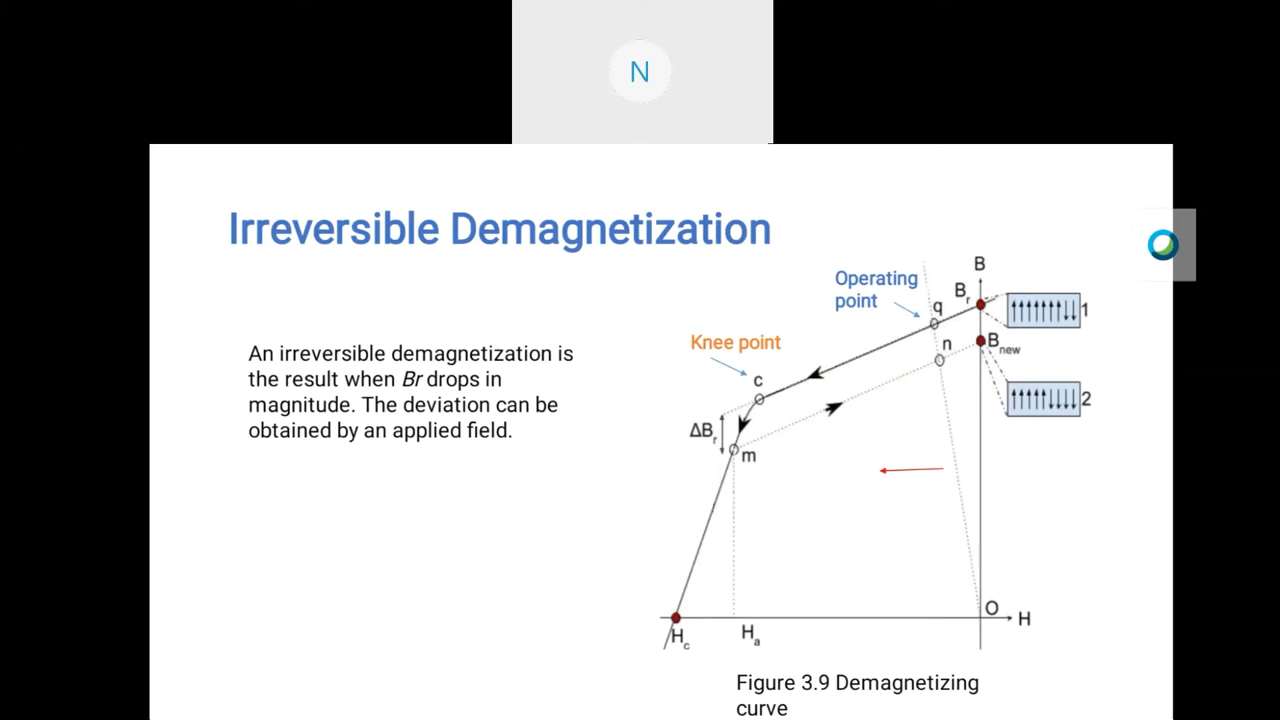 N
Irreversible Demagnetization
An irreversible demagnetization is
the result when Br drops in
magnitude. The deviation can be
obtained by an applied field.
B
Operating
point
Br
q
1
Knee point
n
Bnew
c
2
ΔBr
m
O
H
Hc
Ha
Figure 3.9 Demagnetizing
curve